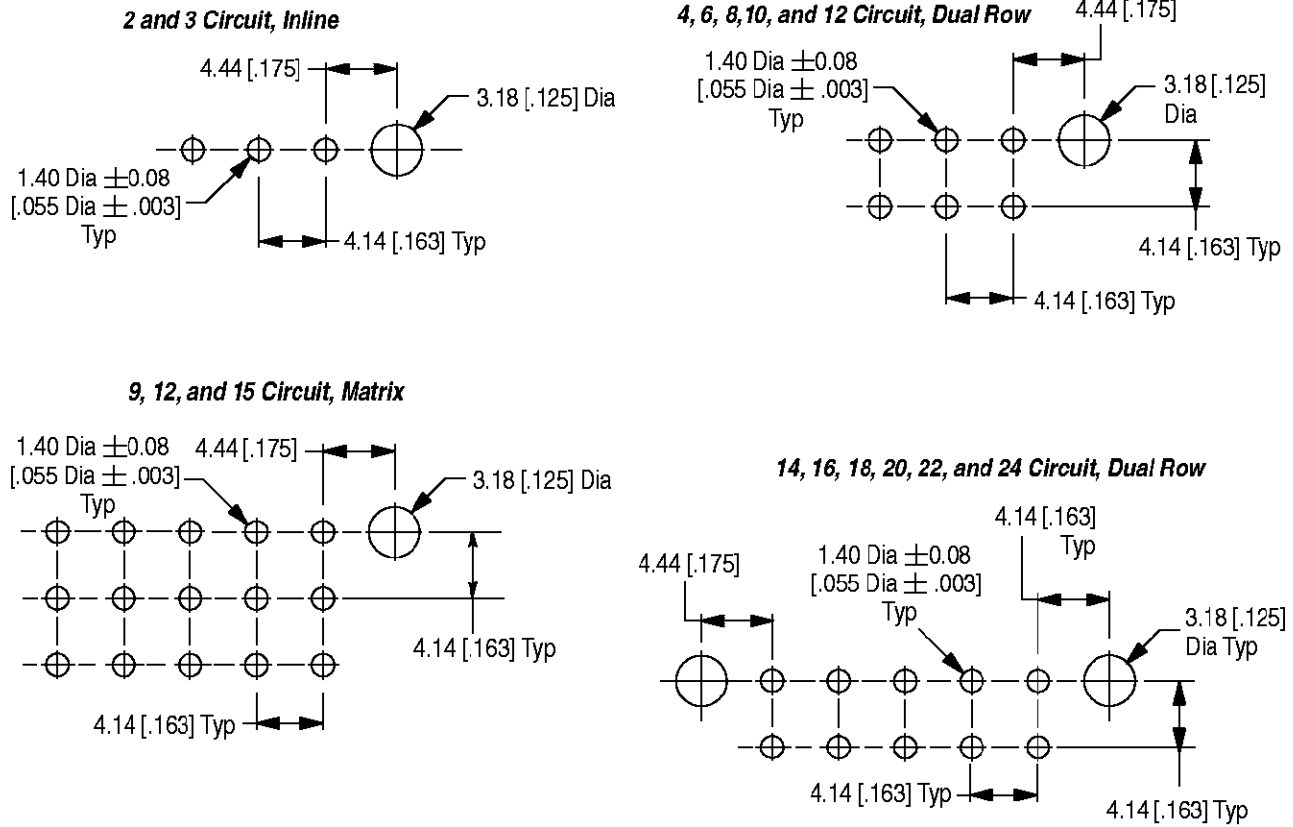 2 and 3 Circuit, Inline
4.44 [.175]
3.18 [.125] Dia
1.40 Dia ±0.08
[.055 Dia ± .003]
Typ
4.14 [.163] Typ
4, 6, 8,10, and 12 Circuit, Dual Row
4.44 [.175]
1.40 Dia ±0.08
[.055 Dia ± .003]
Typ
3.18 [.125]
Dia
4.14 [.163] Typ
4.14 [.163] Typ
9, 12, and 15 Circuit, Matrix
1.40 Dia ±0.08
[.055 Dia ± .003]
Typ
4.44 [.175]
3.18 [.125] Dia
4.14 [.163] Typ
4.14 [.163] Typ
14, 16, 18, 20, 22, and 24 Circuit, Dual Row
4.14 [.163]
Typ
4.44 [.175]
1.40 Dia ±0.08
[.055 Dia ± .003]
Typ
3.18 [.125]
Dia Typ
4.14 [.163] Typ
4.14 [.163] Typ